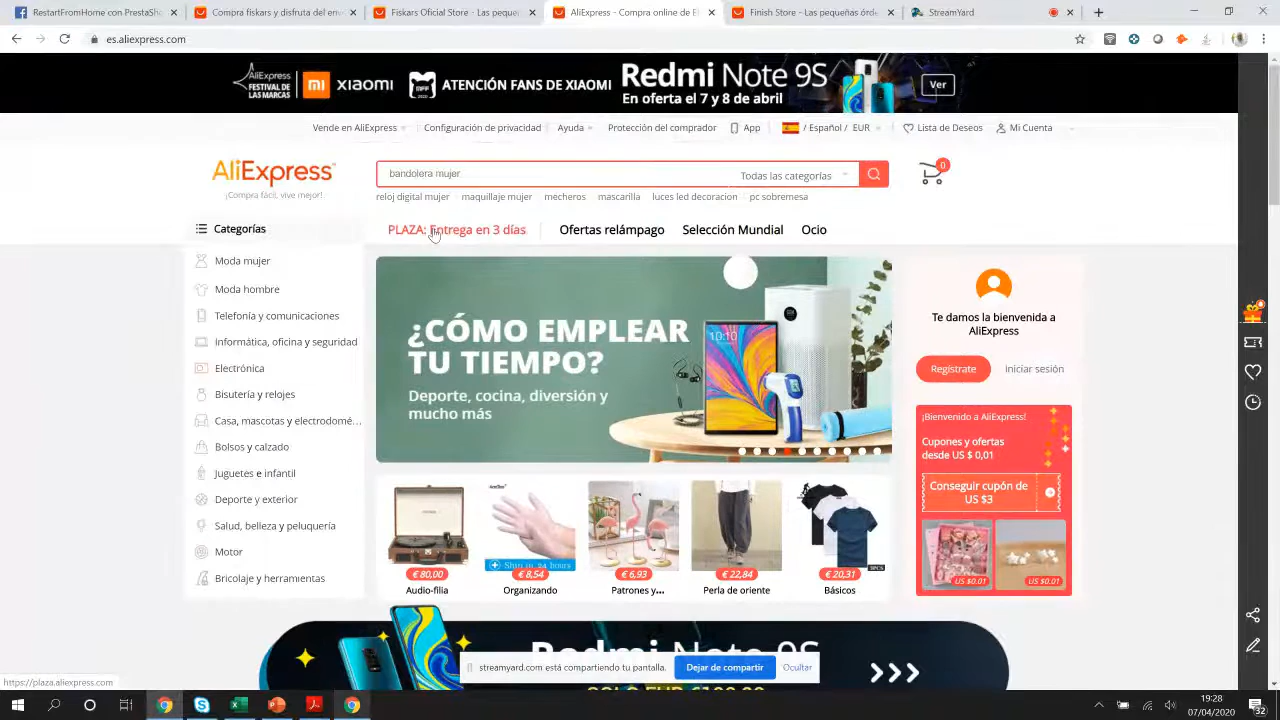 RestartFromHome con PrestaSh
Compra fiskars y disfruta del env
Fiskars Oficial Store - Las peque
AliExpress - Compra online de E
Finish Store - Las pequeñas órde
StreamYard
es.aliexpress.com
AliExpress FESTIVAL DE LAS MARCAS
mi XIAOMI
ATENCIÓN FANS DE XIAOMI
Redmi Note 9S
En oferta el 7 y 8 de abril
Ver
Vende en AliExpress
Configuración de privacidad
Ayuda
Protección del comprador
App
/ Español / EUR
Lista de Deseos
Mi Cuenta
AliExpress
¡Compra fácil, vive mejor!
bandolera mujer
Todas las categorías
0
reloj digital mujer
maquillaje mujer
mecheros
mascarilla
luces led decoracion
pc sobremesa
Categorías
PLAZA: Entrega en 3 días
Ofertas relámpago
Selección Mundial
Ocio
Moda mujer
Moda hombre
Telefonía y comunicaciones
Informática, oficina y seguridad
Electrónica
Bisutería y relojes
Casa, mascotas y electrodomé…
Bolsos y calzado
Juguetes e infantil
Deporte y exterior
Salud, belleza y peluquería
Motor
Bricolaje y herramientas
¿CÓMO EMPLEAR
TU TIEMPO?
Deporte, cocina, diversión y
mucho más
10:10
Te damos la bienvenida a
AliExpress
Regístrate
Iniciar sesión
¡Bienvenido a AliExpress!
Cupones y ofertas
desde US $ 0,01
Conseguir cupón de
US $3
US $0.01
US $0.01
€ 80,00
€ 8,54
€ 6,93
€ 22,84
€ 20,31
Audio-filia
Organizando
Patrones y...
Perla de oriente
Básicos
Redmi Note 9S
streamyard.com está compartiendo tu pantalla.
Dejar de compartir
Ocultar
https://plaza.aliexpress.com
19:28
07/04/2020
32